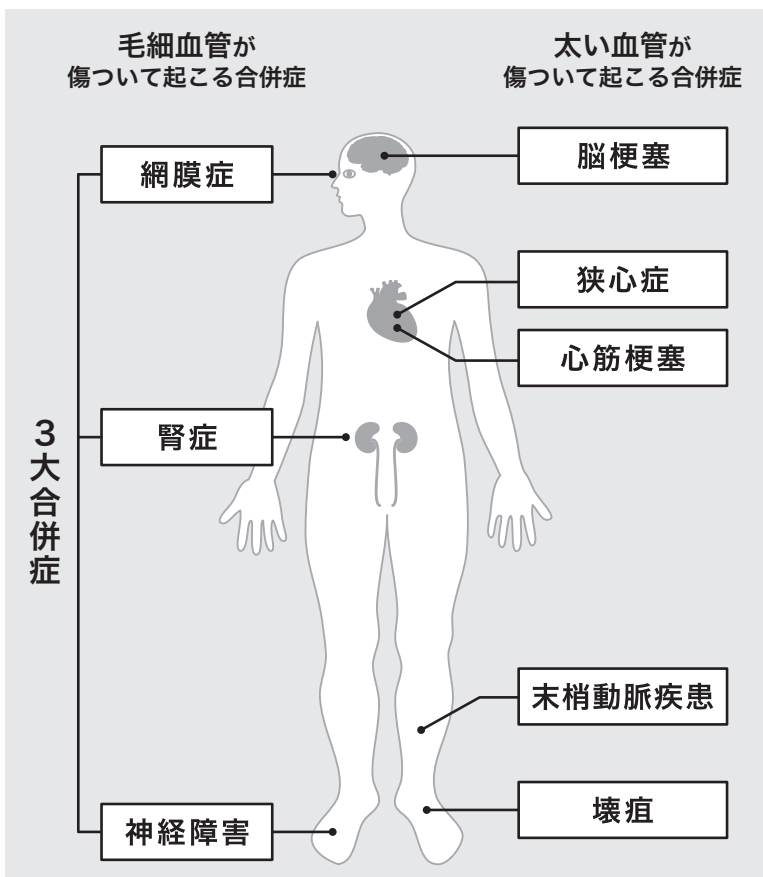 毛細血管が
傷ついて起こる合併症
太い血管が
傷ついて起こる合併症
3大合併症
網膜症
腎症
神経障害
脳梗塞
狭心症
心筋梗塞
末梢動脈疾患
壊疽